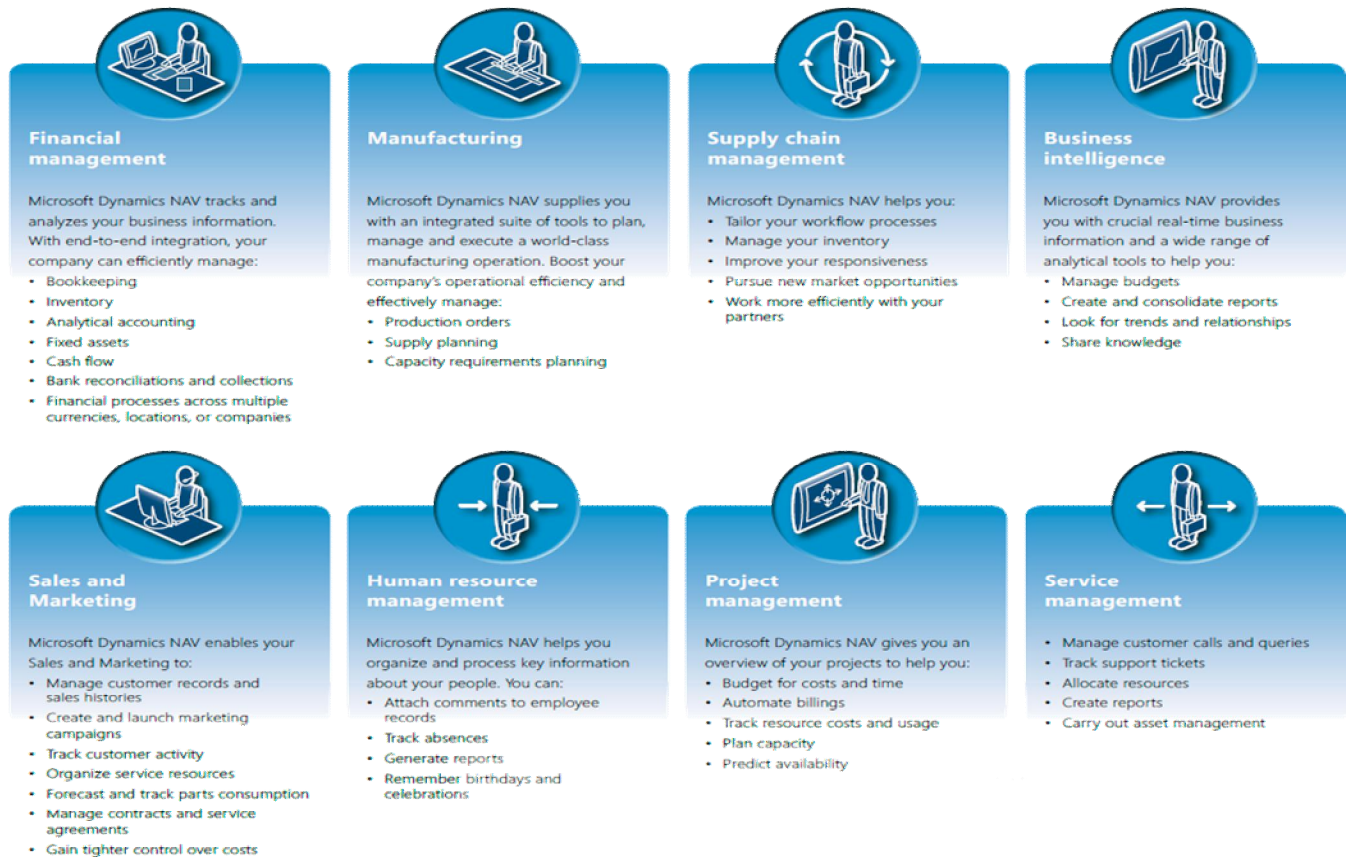 Financial
management
Microsoft Dynamics NAV tracks and
analyzes your business information.
With end-to-end integration, your
company can efficiently manage:
• Bookkeeping
• Inventory
• Analytical accounting
• Fixed assets
• Cash flow
• Bank reconciliations and collections
• Financial processes across multiple
currencies, locations, or companies
Manufacturing
Microsoft Dynamics NAV supplies you
with an integrated suite of tools to plan,
manage and execute a world-class
manufacturing operation. Boost your
company's operational efficiency and
effectively manage:
• Production orders
• Supply planning
• Capacity requirements planning
Supply chain
management
Microsoft Dynamics NAV helps you:
• Tailor your workflow processes
• Manage your inventory
• Improve your responsiveness
• Pursue new market opportunities
• Work more efficiently with your
partners
Business
intelligence
Microsoft Dynamics NAV provides
you with crucial real-time business
information and a wide range of
analytical tools to help you:
• Manage budgets
• Create and consolidate reports
• Look for trends and relationships
• Share knowledge
Sales and
Marketing
Microsoft Dynamics NAV enables your
Sales and Marketing to:
• Manage customer records and
sales histories
• Create and launch marketing
campaigns
• Track customer activity
• Organize service resources
• Forecast and track parts consumption
• Manage contracts and service
agreements
• Gain tighter control over costs
Human resource
management
Microsoft Dynamics NAV helps you
organize and process key information
about your people. You can:
• Attach comments to employee
records
• Track absences
• Generate reports
• Remember birthdays and
celebrations
Project
management
Microsoft Dynamics NAV gives you an
overview of your projects to help you:
• Budget for costs and time
• Automate billings
• Track resource costs and usage
• Plan capacity
• Predict availability
Service
management
• Manage customer calls and queries
• Track support tickets
• Allocate resources
• Create reports
• Carry out asset management